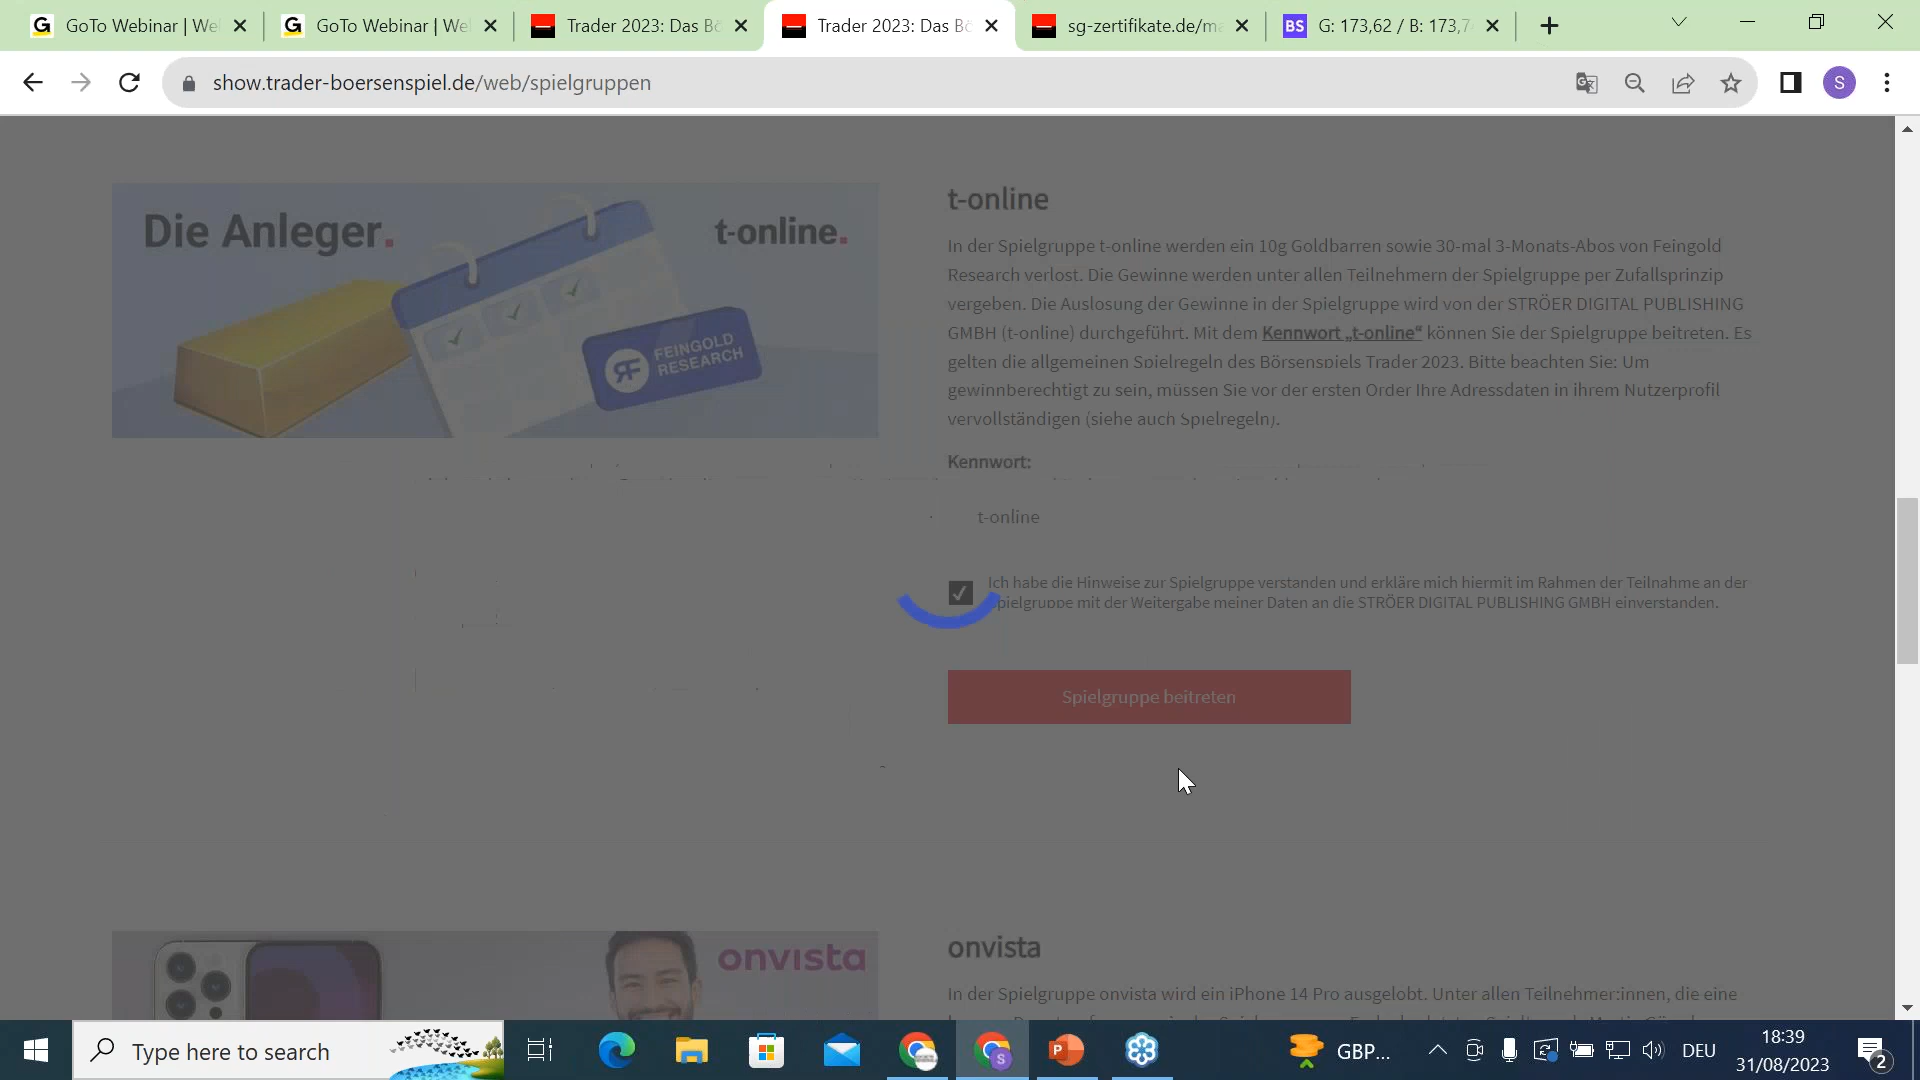 GoTo Webinar | We
GoTo Webinar | We
Trader 2023: Das Bö
Trader 2023: Das Bö
sg-zertifikate.de/ma
BS G: 173,62 / B: 173,7
show.trader-boersenspiel.de/web/spielgruppen
S
Die Anleger.
t-online.
FEINGOLD
RESEARCH
t-online
In der Spielgruppe t-online werden ein 10g Goldbarren sowie 30-mal 3-Monats-Abos von Feingold
Research verlost. Die Gewinne werden unter allen Teilnehmern der Spielgruppe per Zufallsprinzip
vergeben. Die Auslosung der Gewinne in der Spielgruppe wird von der STRÖER DIGITAL PUBLISHING
GMBH (t-online) durchgeführt. Mit dem Kennwort „t-online“ können Sie der Spielgruppe beitreten. Es
gelten die allgemeinen Spielregeln des Börsenspiels Trader 2023. Bitte beachten Sie: Um
gewinnberechtigt zu sein, müssen Sie vor der ersten Order Ihre Adressdaten in ihrem Nutzerprofil
vervollständigen (siehe auch Spielregeln).
Kennwort:
t-online
Ich habe die Hinweise zur Spielgruppe verstanden und erkläre mich hiermit im Rahmen der Teilnahme an der
Spielgruppe mit der Weitergabe meiner Daten an die STRÖER DIGITAL PUBLISHING GMBH einverstanden.
Spielgruppe beitreten
onvista
onvista
In der Spielgruppe onvista wird ein iPhone 14 Pro ausgelobt. Unter allen Teilnehmer:innen, die eine
Type here to search
GBP...
DEU
18:39
31/08/2023
2